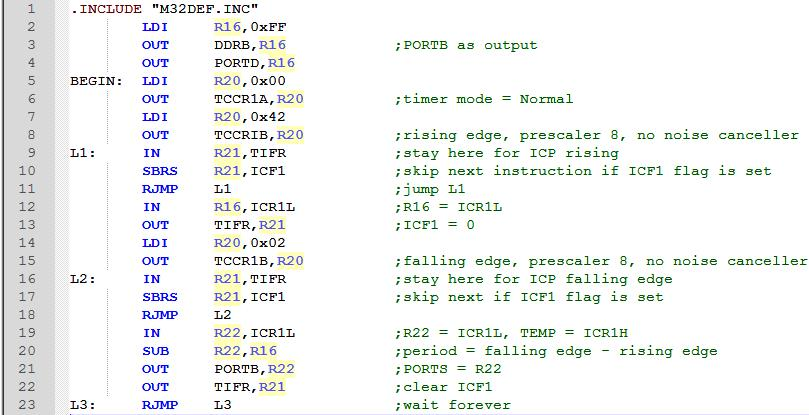 1 .INCLUDE "M32DEF.INC"
2 LDI R16,0xFF
3 OUT DDRB,R16 ;PORTB as output
4 OUT PORTD,R16
5 BEGIN: LDI R20,0x00
6 OUT TCCR1A,R20 ;timer mode = Normal
7 LDI R20,0x42
8 OUT TCCRIB,R20 ;rising edge, prescaler 8, no noise canceller
9 L1: IN R21,TIFR ;stay here for ICP rising
10 SBRS R21,ICF1 ;skip next instruction if ICF1 flag is set
11 RJMP L1 ;jump L1
12 IN R16,ICR1L ;R16 = ICR1L
13 OUT TIFR,R21 ;ICF1 = 0
14 LDI R20,0x02
15 OUT TCCR1B,R20 ;falling edge, prescaler 8, no noise canceller
16 L2: IN R21,TIFR ;stay here for ICP falling edge
17 SBRS R21,ICF1 ;skip next if ICF1 flag is set
18 RJMP L2
19 IN R22,ICR1L ;R22 = ICR1L, TEMP = ICR1H
20 SUB R22,R16 ;period = falling edge - rising edge
21 OUT PORTB,R22 ;PORTS = R22
22 OUT TIFR,R21 ;clear ICF1
23 L3: RJMP L3 ;wait forever